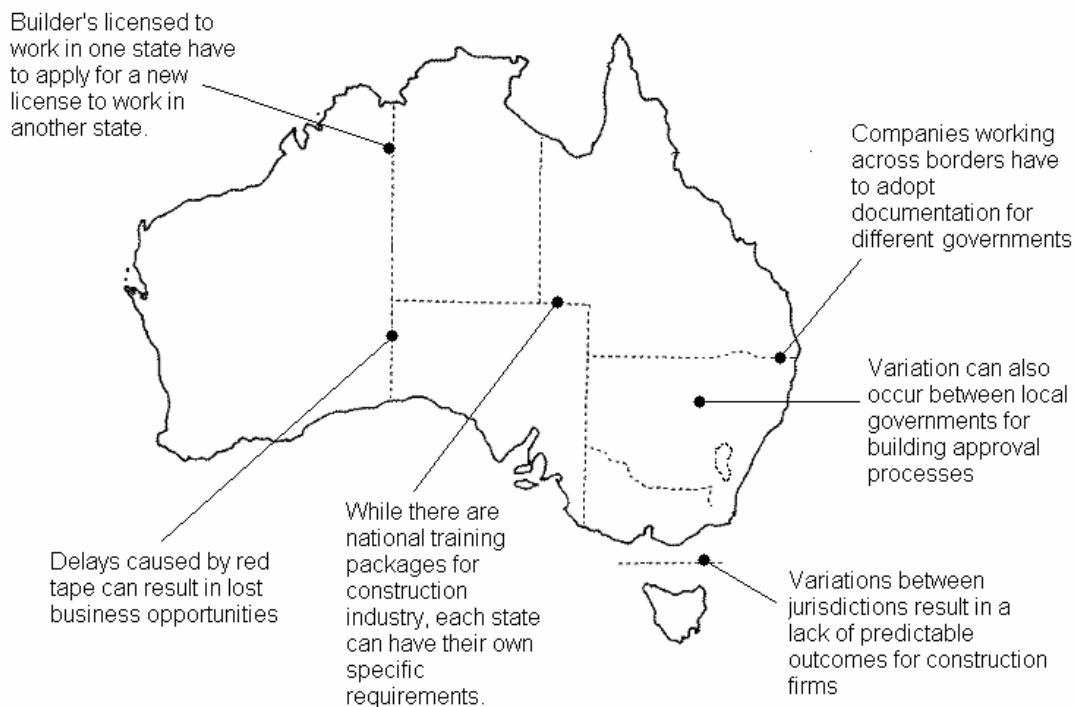 Builder's licensed to
work in one state have
to apply for a new
license to work in
another state.
Companies working
across borders have
to adopt
documentation for
different governments
Variation can also
occur between local
governments for
building approval
processes
Delays caused by red
tape can result in lost
business opportunities
While there are
national training
packages for
construction
industry, each state
can have their own
specific
requirements.
Variations between
jurisdictions result in a
lack of predictable
outcomes for construction
firms